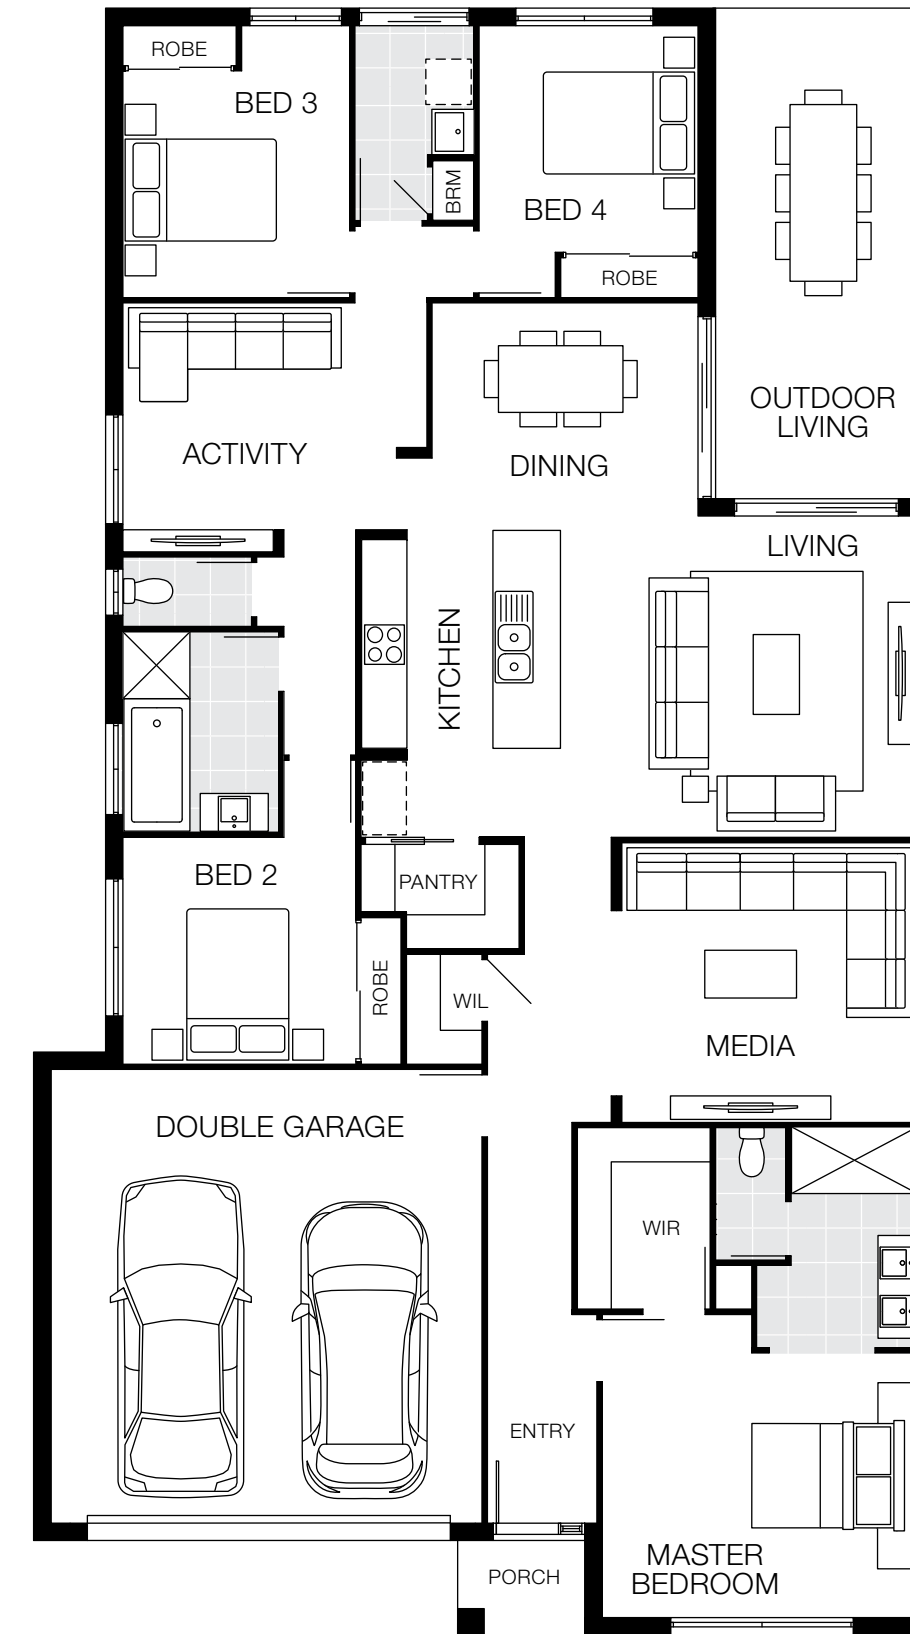 ROBE
BED 3
BRM
BED 4
ROBE
OUTDOOR
LIVING
ACTIVITY
DINING
LIVING
KITCHEN
BED 2
PANTRY
ROBE
WIL
MEDIA
DOUBLE GARAGE
WIR
ENTRY
MASTER
BEDROOM
PORCH